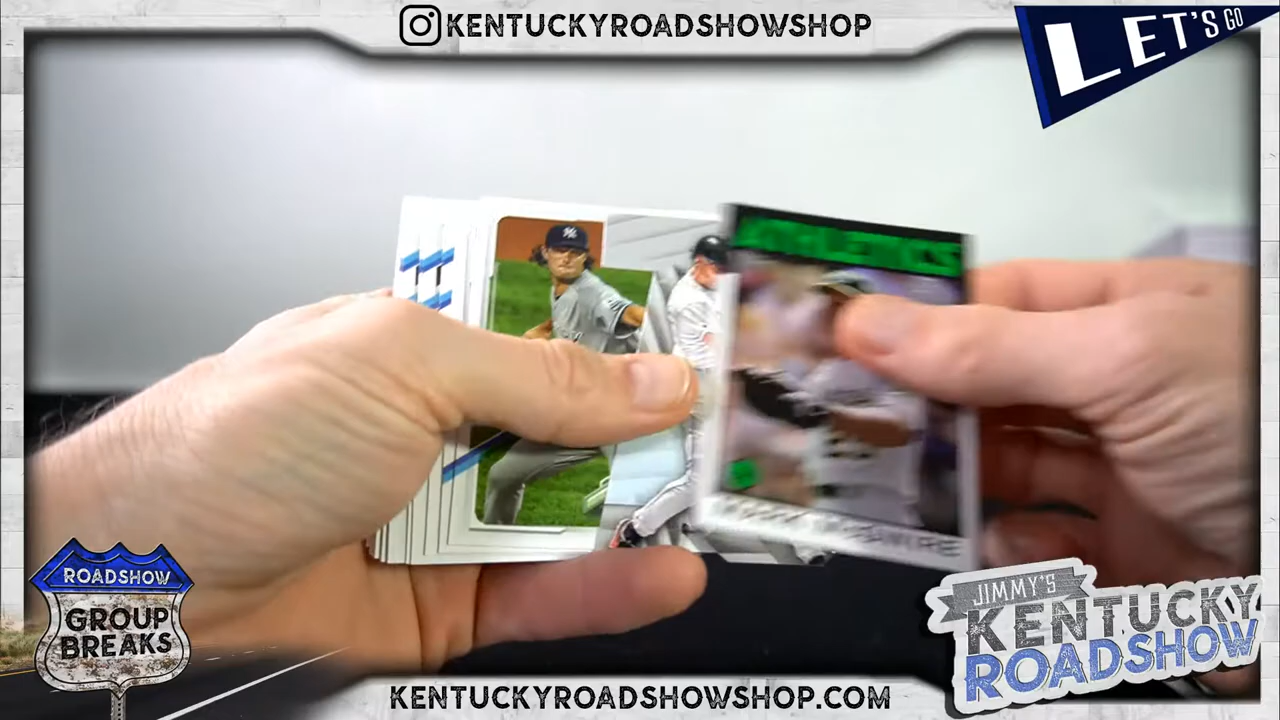 KENTUCKYROADSHOWSHOP
LET'S GO
ATHLETICS
ROADSHOW
GROUP
BREAKS
JIMMY'S
KENTUCKY
ROADSHOW
KENTUCKYROADSHOWSHOP.COM